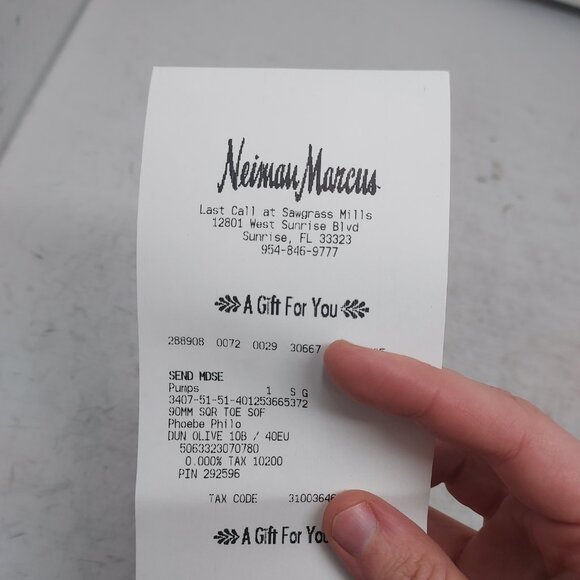 Neiman Marcus
Last Call at Sawgrass Mills
12801 West Sunrise Blvd
Sunrise, FL 33323
954-846-9777
A Gift For You
288908 0072 0029 30667
SEND MDSE
Pumps 1 S G
3407-51-51-401253665372
90MM SQR TOE SOF
Phoebe Philo
DUN OLIVE 10B / 40EU
5063323070780
0.000% TAX 10200
PIN 292596
TAX CODE 31003646
A Gift For You